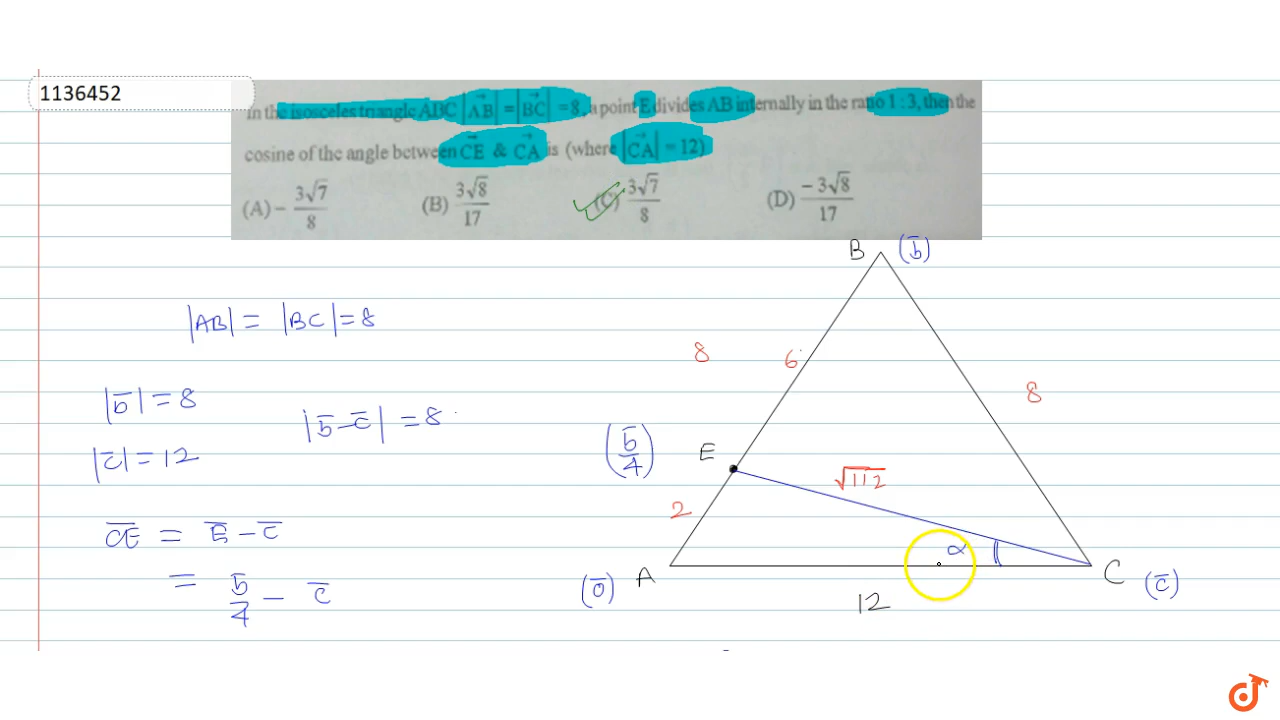 1136452
In the isosceles triangle ABC |AB⃗| = |BC⃗| = 8, a point E divides AB internally in the ratio 1 : 3, then the
cosine of the angle between CE⃗ & CA⃗ is (where |CA⃗| = 12)
(A) - 3√7/8 (B) 3√8/17 (C) 3√7/8 (D) -3√8/17
B (b̄)
|AB| = |BC| = 8
8 6
8
|b̄| = 8
|b̄ - c̄| = 8
(b̄/4) E
|c̄| = 12
√112
2
C̄Ē = Ē - c̄
α
= b̄/4 - c̄
A (ō) 12 C (c̄)
d